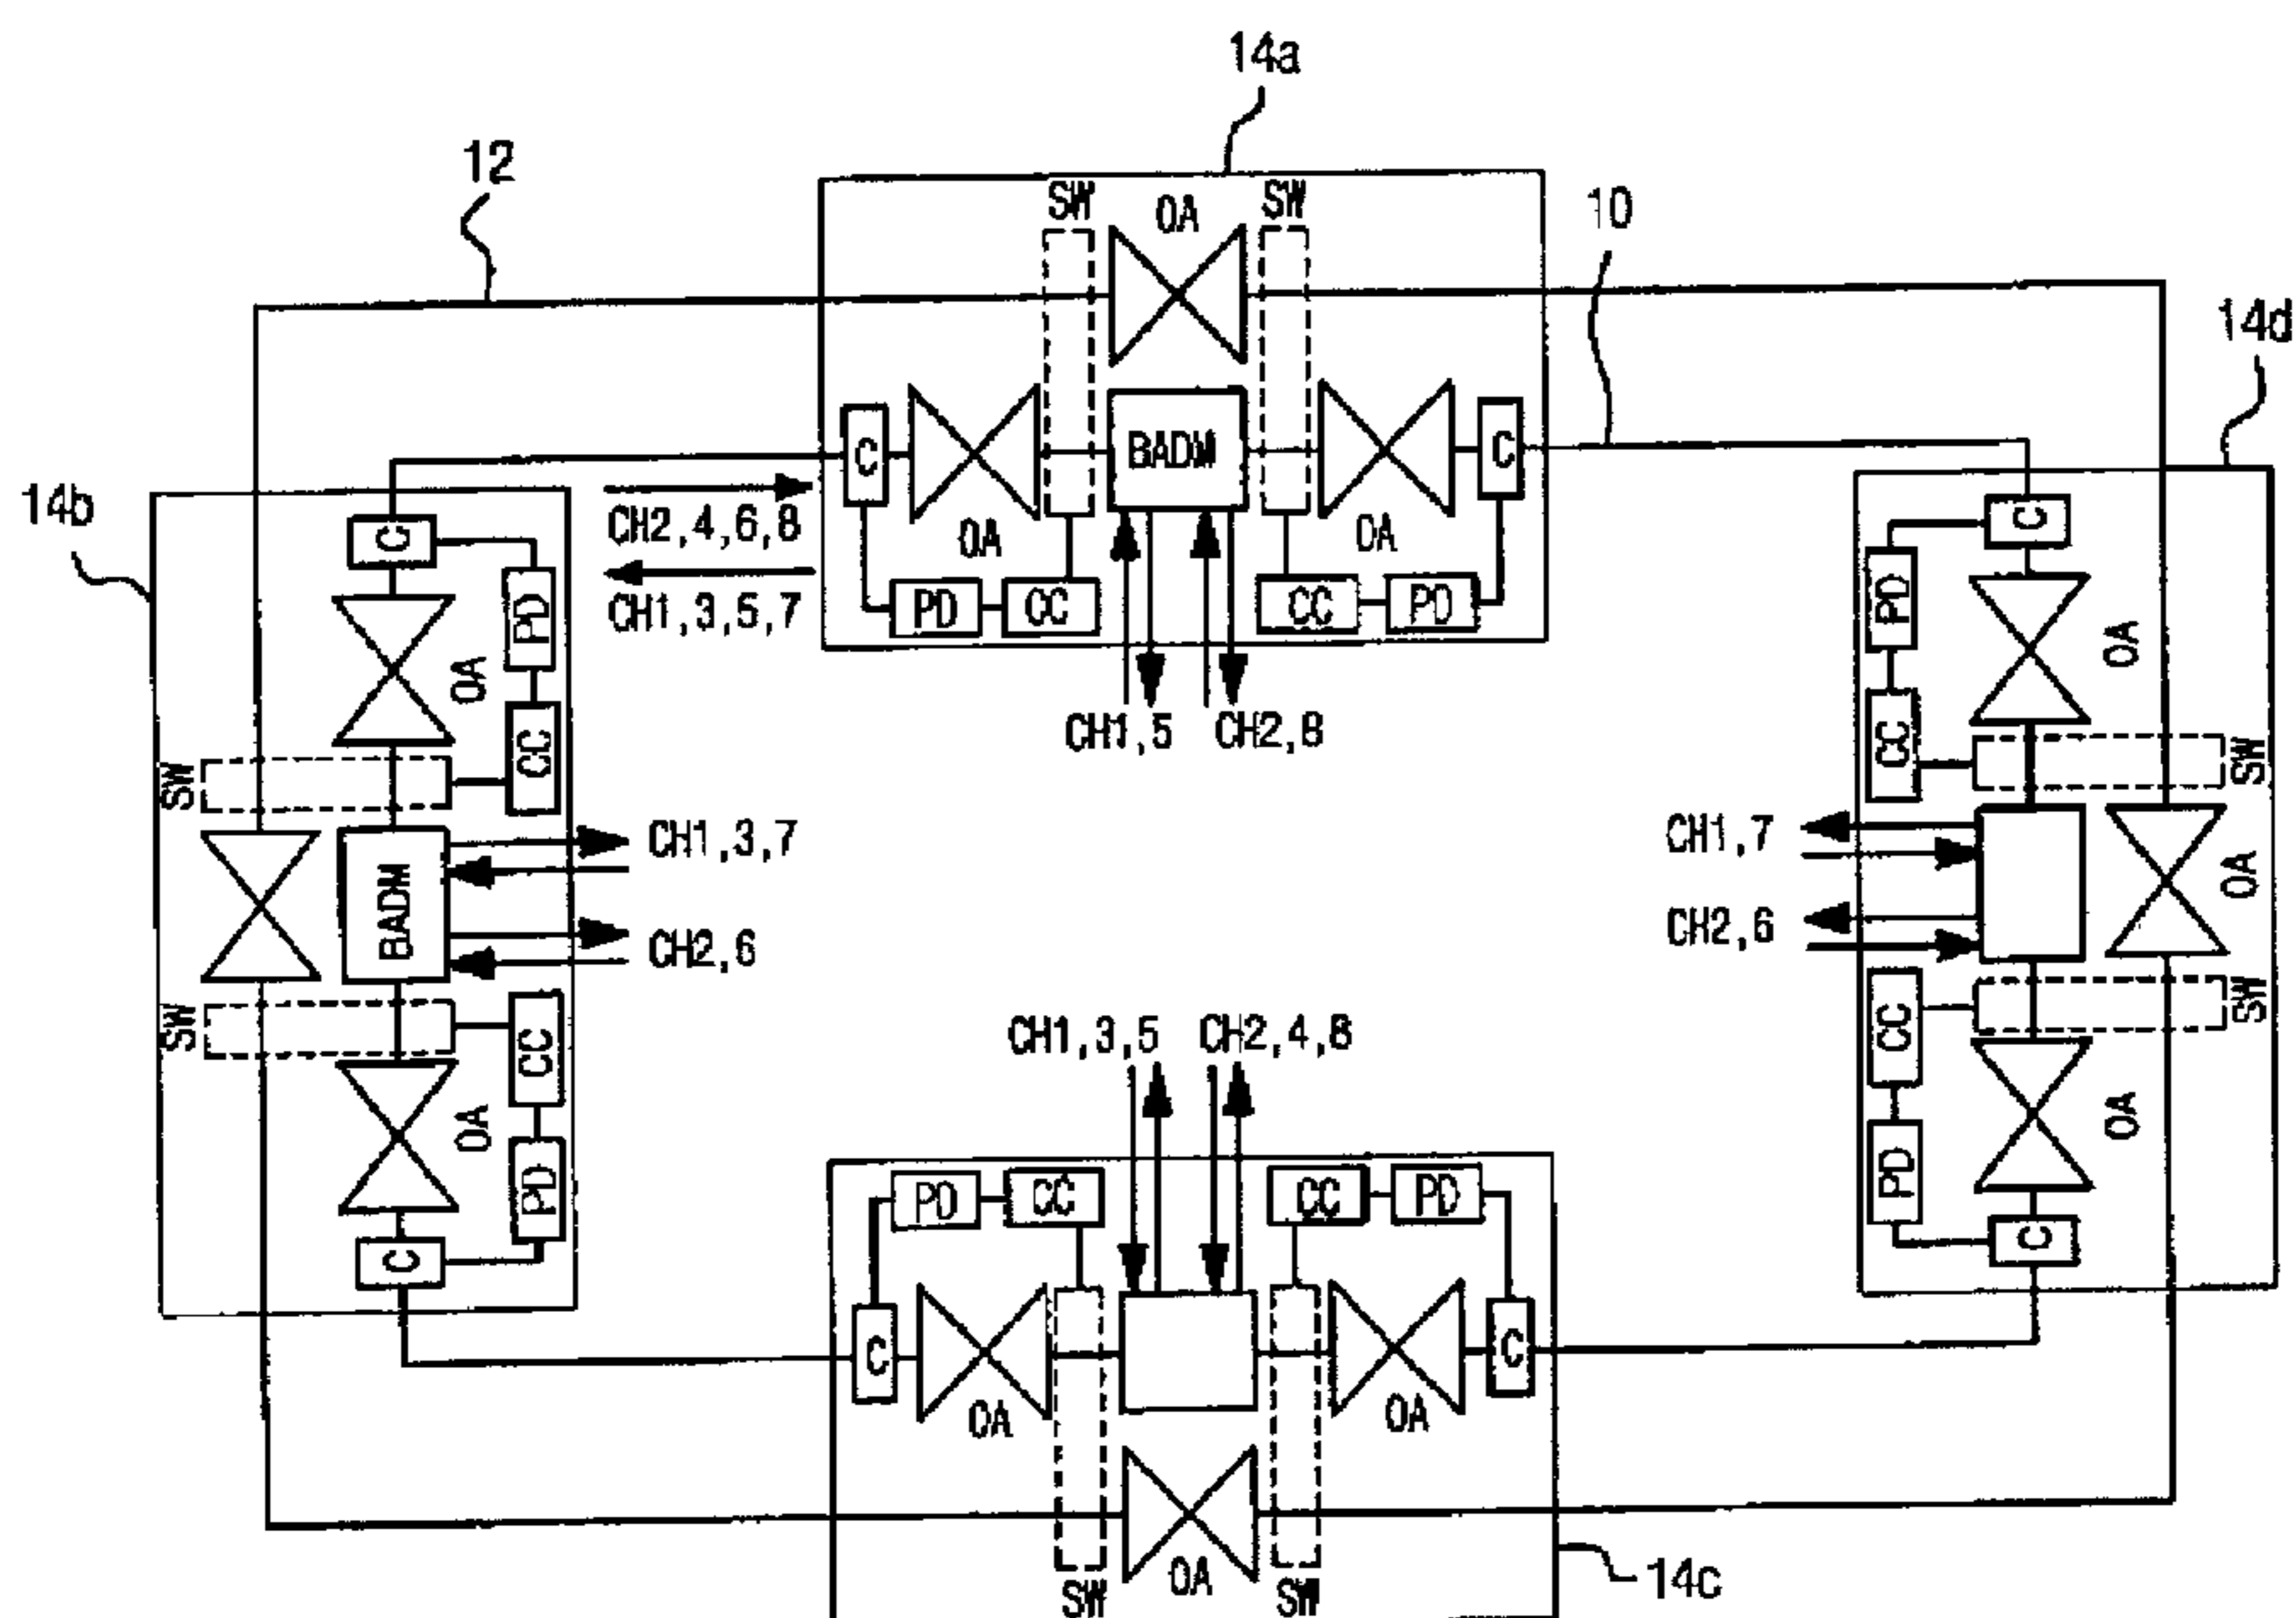 14a
12
10
14d
14b
SW
OA
SW
C
OA
BADM
OA
C
PD
CC
CC
PD
CH2,4,6,8
CH1,3,5,7
CH1,5
CH2,8
C
PD
OA
CC
SW
BADM
CH1,3,7
CH2,6
SW
CC
OA
PD
C
C
PD
OA
CC
SW
CH1,7
CH2,6
OA
CC
SW
OA
PD
C
CH1,3,5
CH2,4,8
PD
CC
CC
PD
C
OA
OA
C
SW
OA
SW
14c